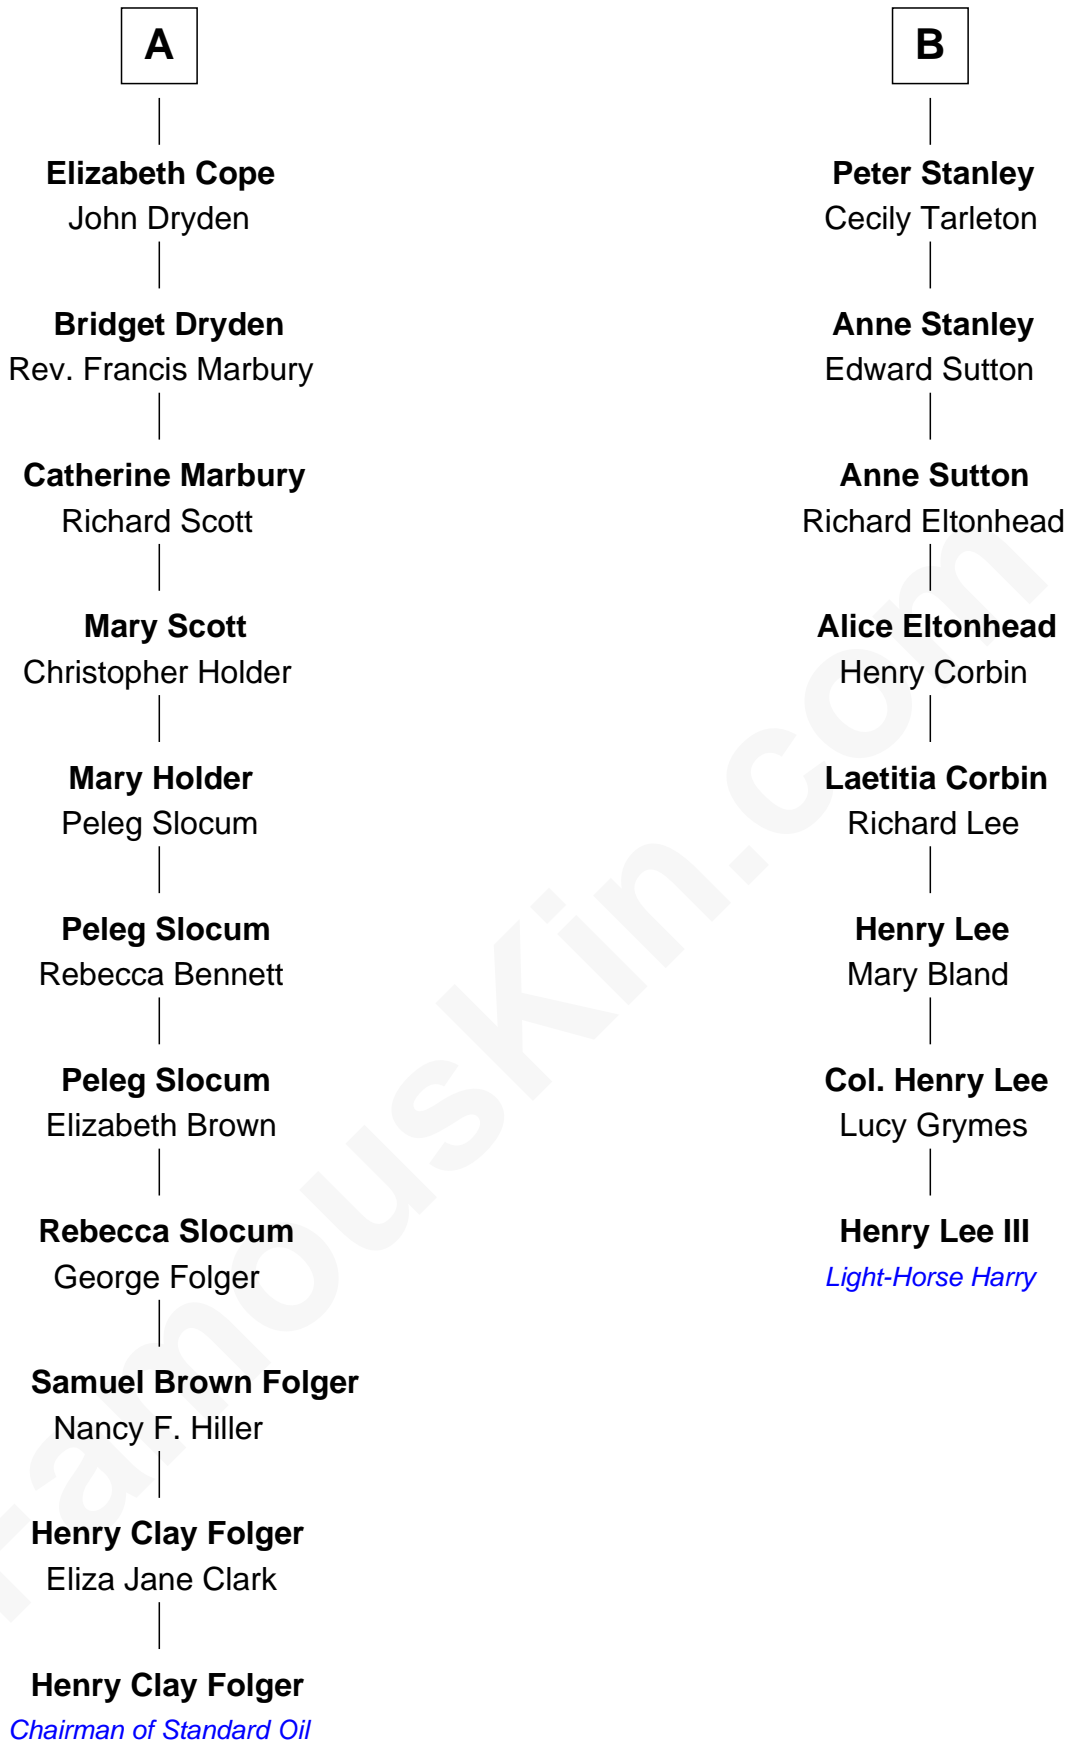 A
Elizabeth Cope
John Dryden
Bridget Dryden
Rev. Francis Marbury
Catherine Marbury
Richard Scott
Mary Scott
Christopher Holder
Mary Holder
Peleg Slocum
Peleg Slocum
Rebecca Bennett
Peleg Slocum
Elizabeth Brown
Rebecca Slocum
George Folger
Samuel Brown Folger
Nancy F. Hiller
Henry Clay Folger
Eliza Jane Clark
Henry Clay Folger
Chairman of Standard Oil
B
Peter Stanley
Cecily Tarleton
Anne Stanley
Edward Sutton
Anne Sutton
Richard Eltonhead
Alice Eltonhead
Henry Corbin
Laetitia Corbin
Richard Lee
Henry Lee
Mary Bland
Col. Henry Lee
Lucy Grymes
Henry Lee III
Light-Horse Harry
FamousKin.com